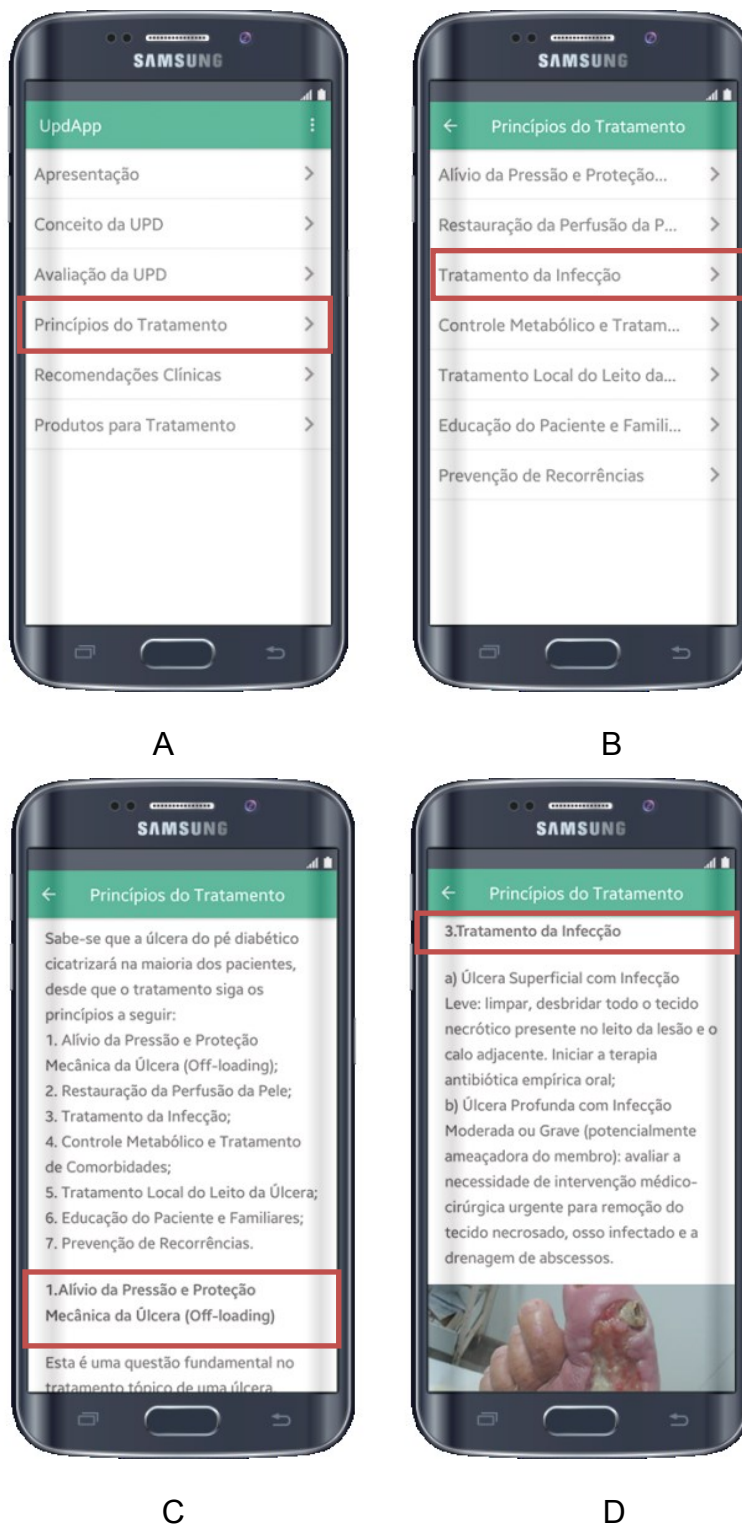 SAMSUNG
UpdApp
Apresentação
Conceito da UPD
Avaliação da UPD
Princípios do Tratamento
Recomendações Clínicas
Produtos para Tratamento
A
SAMSUNG
Princípios do Tratamento
Alívio da Pressão e Proteção...
Restauração da Perfusão da P...
Tratamento da Infecção
Controle Metabólico e Tratam...
Tratamento Local do Leito da...
Educação do Paciente e Famili...
Prevenção de Recorrências
B
SAMSUNG
Princípios do Tratamento
Sabe-se que a úlcera do pé diabético
cicatrizará na maioria dos pacientes,
desde que o tratamento siga os
princípios a seguir:
1. Alívio da Pressão e Proteção
Mecânica da Úlcera (Off-loading);
2. Restauração da Perfusão da Pele;
3. Tratamento da Infecção;
4. Controle Metabólico e Tratamento
de Comorbidades;
5. Tratamento Local do Leito da Úlcera;
6. Educação do Paciente e Familiares;
7. Prevenção de Recorrências.
1.Alívio da Pressão e Proteção
Mecânica da Úlcera (Off-loading)
Esta é uma questão fundamental no
tratamento tópico de uma úlcera
C
SAMSUNG
Princípios do Tratamento
3.Tratamento da Infecção
a) Úlcera Superficial com Infecção
Leve: limpar, desbridar todo o tecido
necrótico presente no leito da lesão e o
calo adjacente. Iniciar a terapia
antibiótica empírica oral;
b) Úlcera Profunda com Infecção
Moderada ou Grave (potencialmente
ameaçadora do membro): avaliar a
necessidade de intervenção médico-
cirúrgica urgente para remoção do
tecido necrosado, osso infectado e a
drenagem de abscessos.
D